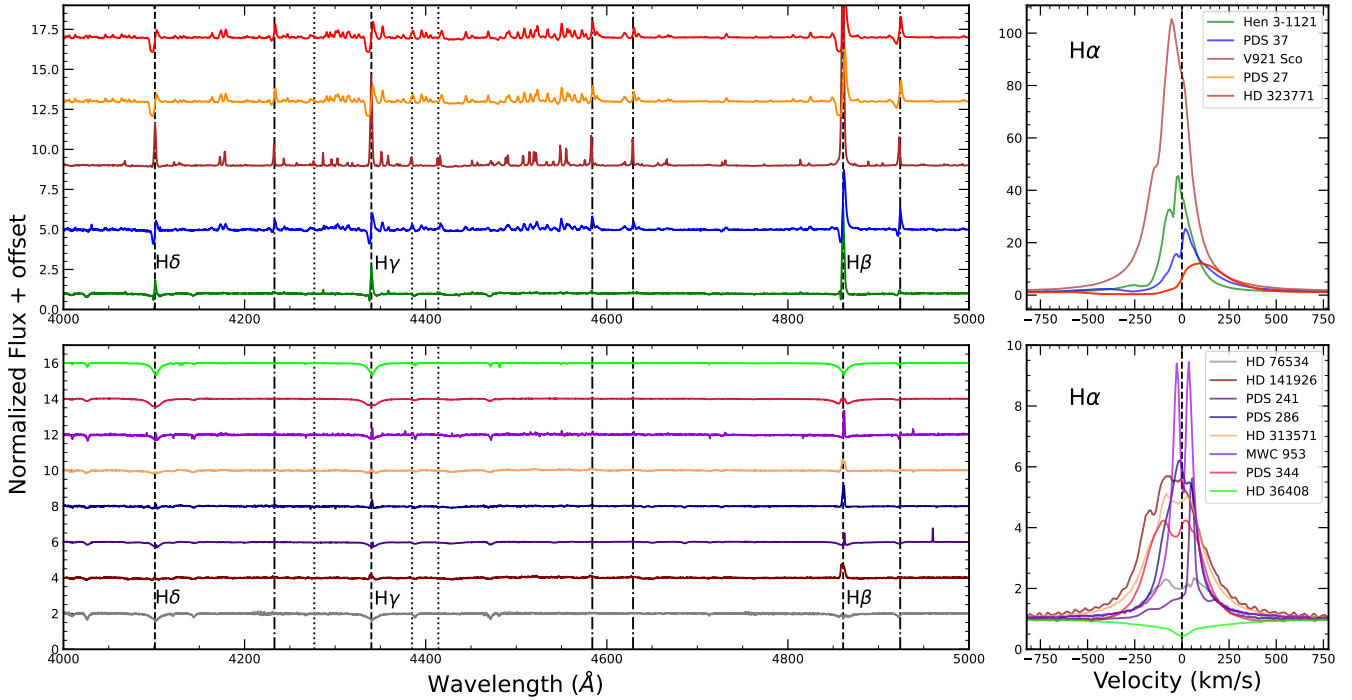 Normalized Flux + offset
17.5
15.0
12.5
10.0
7.5
5.0
2.5
0.0
Hδ
Hγ
Hβ
4000
4200
4400
4600
4800
5000
100
80
60
40
20
0
Hα
Hen 3-1121
PDS 37
V921 Sco
PDS 27
HD 323771
−750
−500
−250
0
250
500
750
16
14
12
10
8
6
4
2
0
Hδ
Hγ
Hβ
4000
4200
4400
4600
4800
5000
Wavelength (Å)
10
8
6
4
2
0
Hα
HD 76534
HD 141926
PDS 241
PDS 286
HD 313571
MWC 953
PDS 344
HD 36408
−750
−500
−250
0
250
500
750
Velocity (km/s)